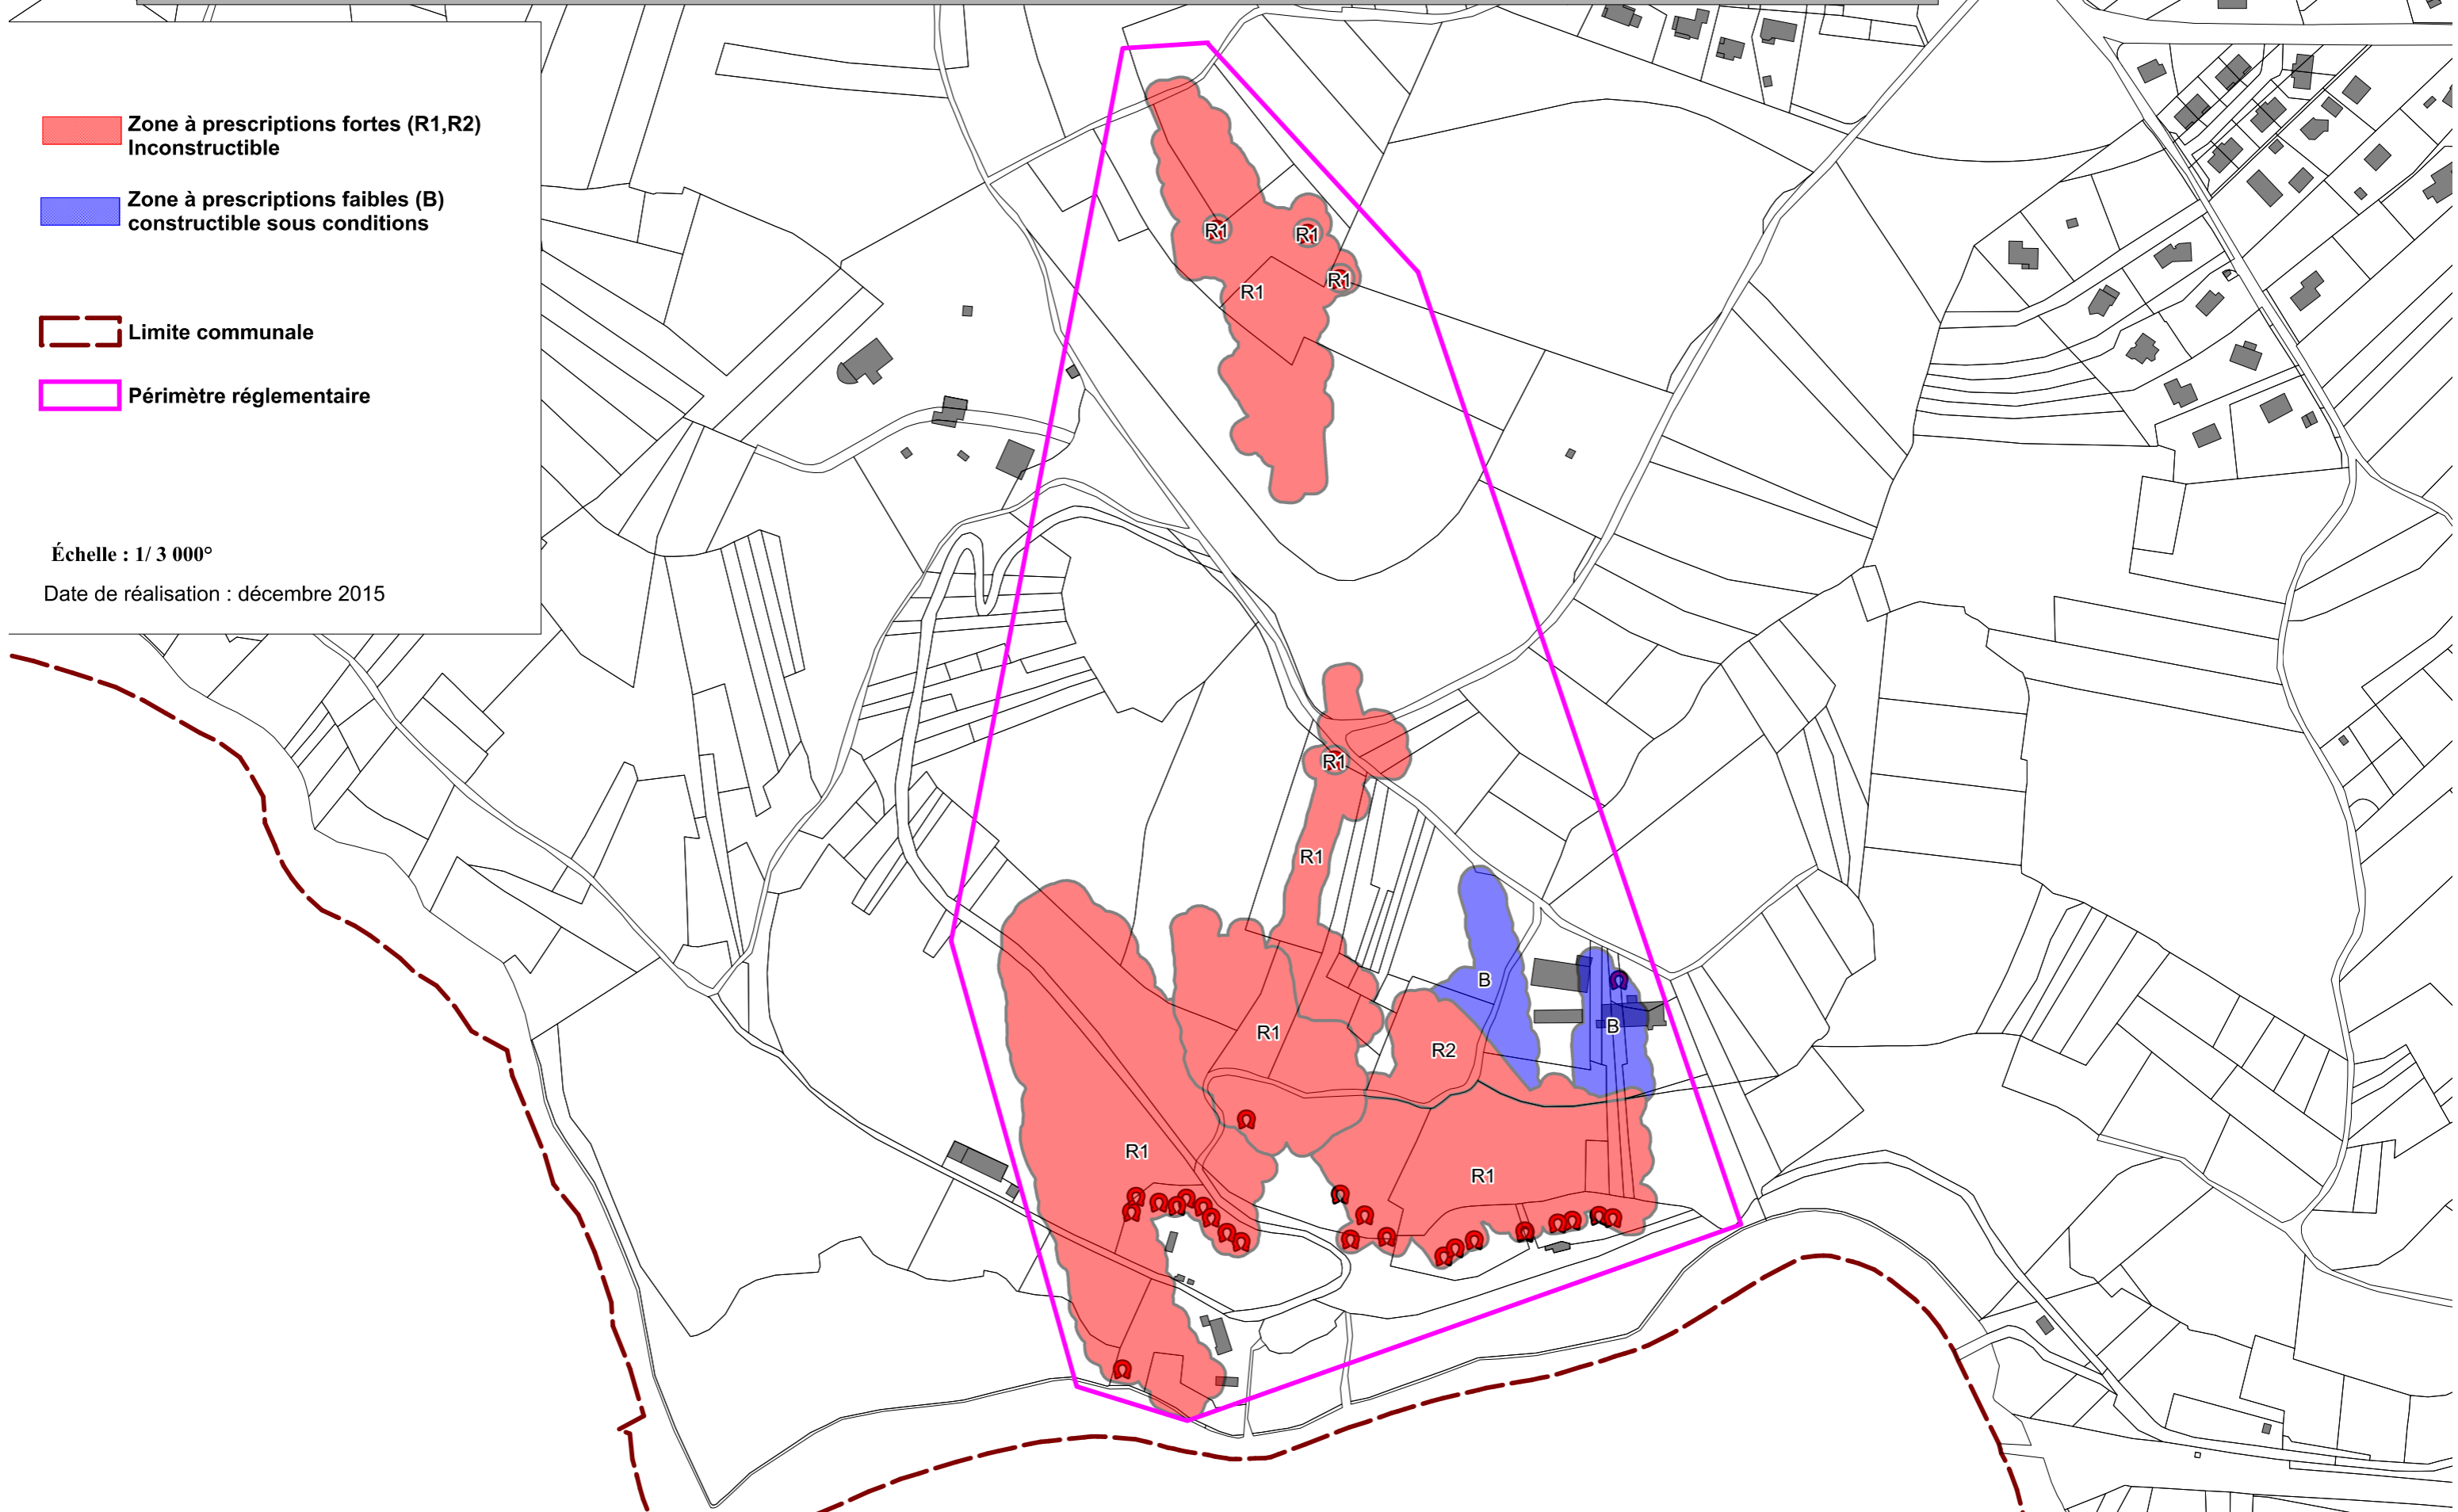 Zone à prescriptions fortes (R1,R2)
Inconstructible
Zone à prescriptions faibles (B)
constructible sous conditions
Limite communale
Périmètre réglementaire
Échelle : 1/ 3 000°
Date de réalisation : décembre 2015
R1
R1
R1
R1
R1
R1
B
B
R1
R2
R1
R1